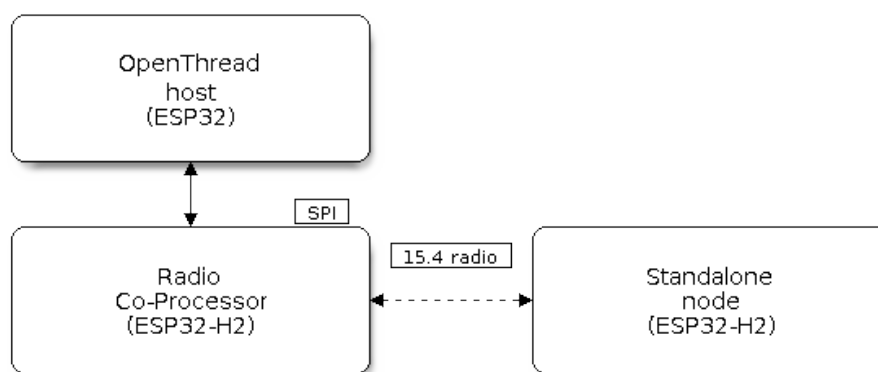 OpenThread
host
(ESP32)
SPI
15.4 radio
Radio
Co-Processor
(ESP32-H2)
Standalone
node
(ESP32-H2)